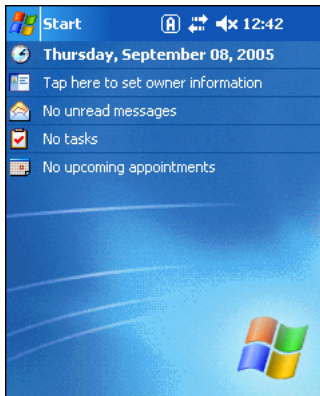 Start A 12:42
Thursday, September 08, 2005
Tap here to set owner information
No unread messages
No tasks
No upcoming appointments